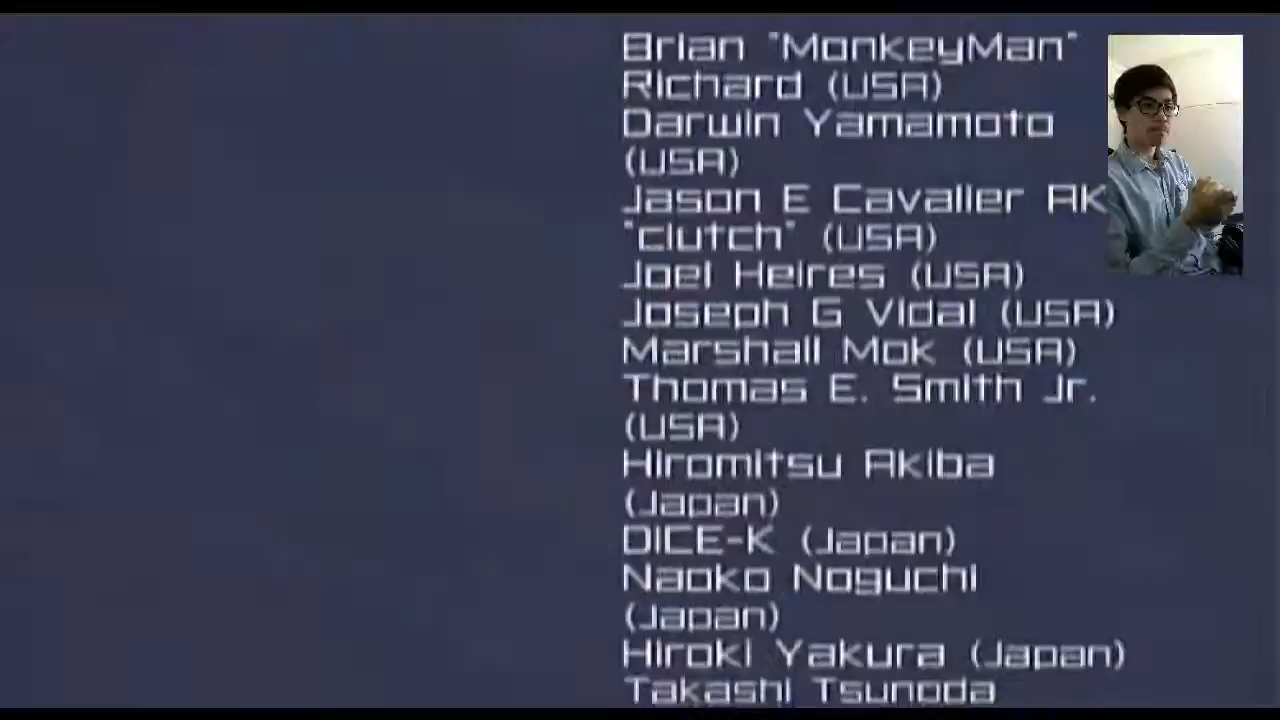 Brian "MonkeyMan"
Richard (USA)
Darwin Yamamoto
(USA)
Jason E Cavalier AK
"clutch" (USA)
Joel Heires (USA)
Joseph G Vidal (USA)
Marshall Mok (USA)
Thomas E. Smith Jr.
(USA)
Hiromitsu Akiba
(Japan)
DICE-K (Japan)
Naoko Noguchi
(Japan)
Hiroki Yakura (Japan)
Takashi Tsunoda